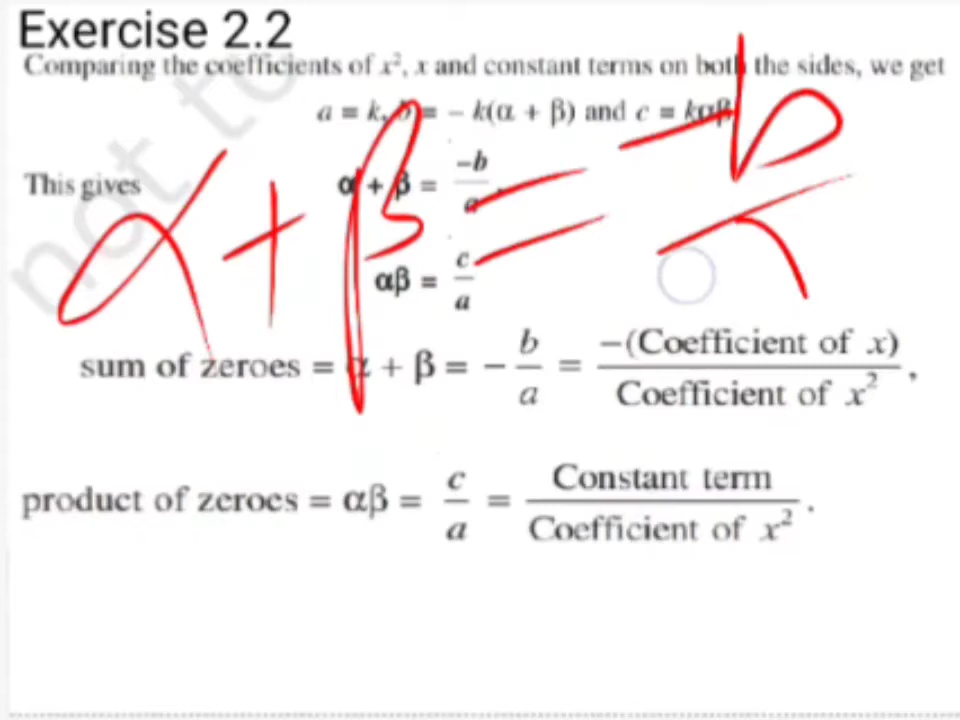 Exercise 2.2
Comparing the coefficients of x², x and constant terms on both the sides, we get
a = k, b = – k(α + β) and c = kαβ
This gives α + β = –b/a,
αβ = c/a
α + β = –b/
sum of zeroes = α + β = – b/a = –(Coefficient of x)/Coefficient of x²,
product of zeroes = αβ = c/a = Constant term/Coefficient of x².
not to